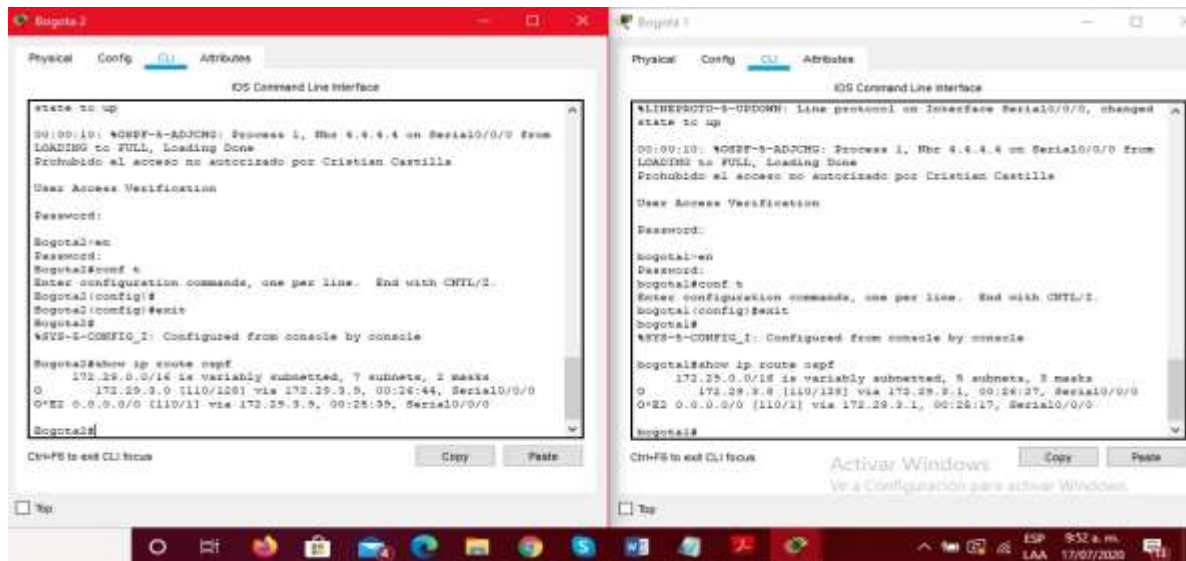 Bogota 2
Physical Config CLI Attributes
IOS Command Line Interface
state to up
00:00:10: %OSPF-5-ADJCHG: Process 1, Nbr 4.4.4.4 on Serial0/0/0 from
LOADING to FULL, Loading Done
Prohibido el acceso no autorizado por Cristian Castilla
User Access Verification
Password:
Bogota2>en
Password:
Bogota2#conf t
Enter configuration commands, one per line. End with CNTL/Z.
Bogota2(config)#
Bogota2(config)#exit
Bogota2#
%SYS-5-CONFIG_I: Configured from console by console
Bogota2#show ip route ospf
172.29.0.0/16 is variably subnetted, 7 subnets, 2 masks
O 172.29.3.0 [110/128] via 172.29.3.5, 00:26:44, Serial0/0/0
O*E2 0.0.0.0/0 [110/1] via 172.29.3.5, Serial0/0/0
Bogota2#
Ctrl+F6 to exit CLI focus
Copy Paste
Top
Bogota 1
Physical Config CLI Attributes
IOS Command Line Interface
%LINEPROTO-5-UPDOWN: Line protocol on Interface Serial0/0/0, changed
state to up
00:00:10: %OSPF-5-ADJCHG: Process 1, Nbr 4.4.4.4 on Serial0/0/0 from
LOADING to FULL, Loading Done
Prohibido el acceso no autorizado por Cristian Castilla
User Access Verification
Password:
bogota1>en
Password:
bogota1#conf t
Enter configuration commands, one per line. End with CNTL/Z.
bogota1(config)#exit
bogota1#
%SYS-5-CONFIG_I: Configured from console by console
bogota1#show ip route ospf
172.29.0.0/16 is variably subnetted, 5 subnets, 3 masks
O [110/128] via 172.29.3.1, Serial0/0/0
O*E2 0.0.0.0/0 [110/1] via 172.29.3.1, Serial0/0/0
bogota1#
Ctrl+F6 to exit CLI focus
Copy Paste
Activar Windows
Ve a Configuración para activar Windows.
Top
ESP
LAA
9:52 a. m.
17/07/2020